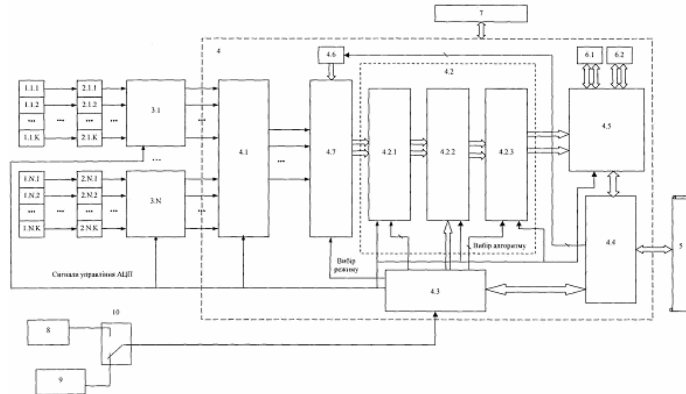 7
4
4.6
6.1
6.2
4.2
1.1.1
2.1.1
1.1.2
2.1.2
...
...
...
...
1.1.K
2.1.K
3.1
...
4.1
...
4.7
4.2.1
4.2.2
4.2.3
4.5
...
1.N.1
2.N.1
1.N.2
2.N.2
...
...
...
...
1.N.K
2.N.K
3.N
...
4.4
5
Вибір режиму
Вибір алгоритму
Сигнали управління АЦП
4.3
10
8
9